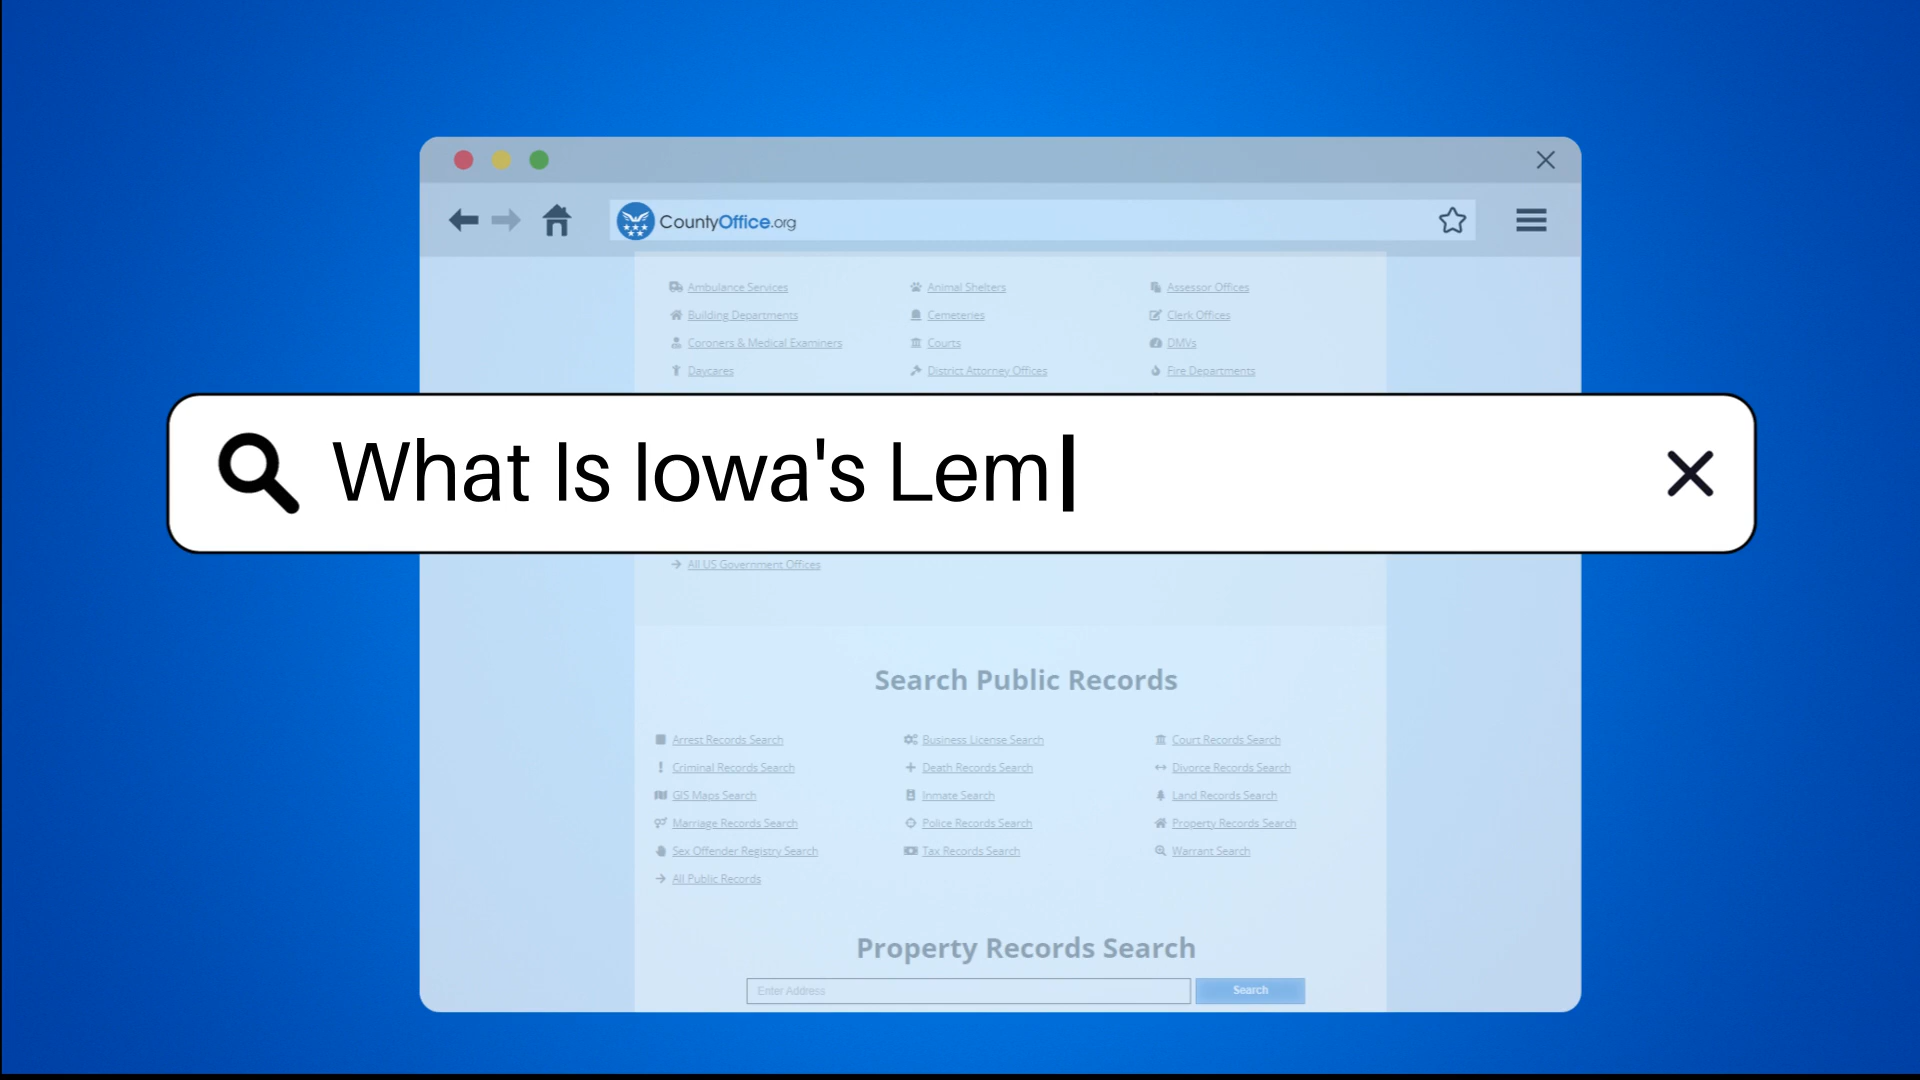 CountyOffice.org
Ambulance Services Animal Shelters Assessor Offices
Building Departments Cemeteries Clerk Offices
Coroners & Medical Examiners Courts DMVs
Daycares District Attorney Offices Fire Departments
What Is Iowa's Lem
All US Government Offices
Search Public Records
Arrest Records Search Business License Search Court Records Search
Criminal Records Search Death Records Search Divorce Records Search
GIS Maps Search Inmate Search Land Records Search
Marriage Records Search Police Records Search Property Records Search
Sex Offender Registry Search Tax Records Search Warrant Search
All Public Records
Property Records Search
Enter Address Search